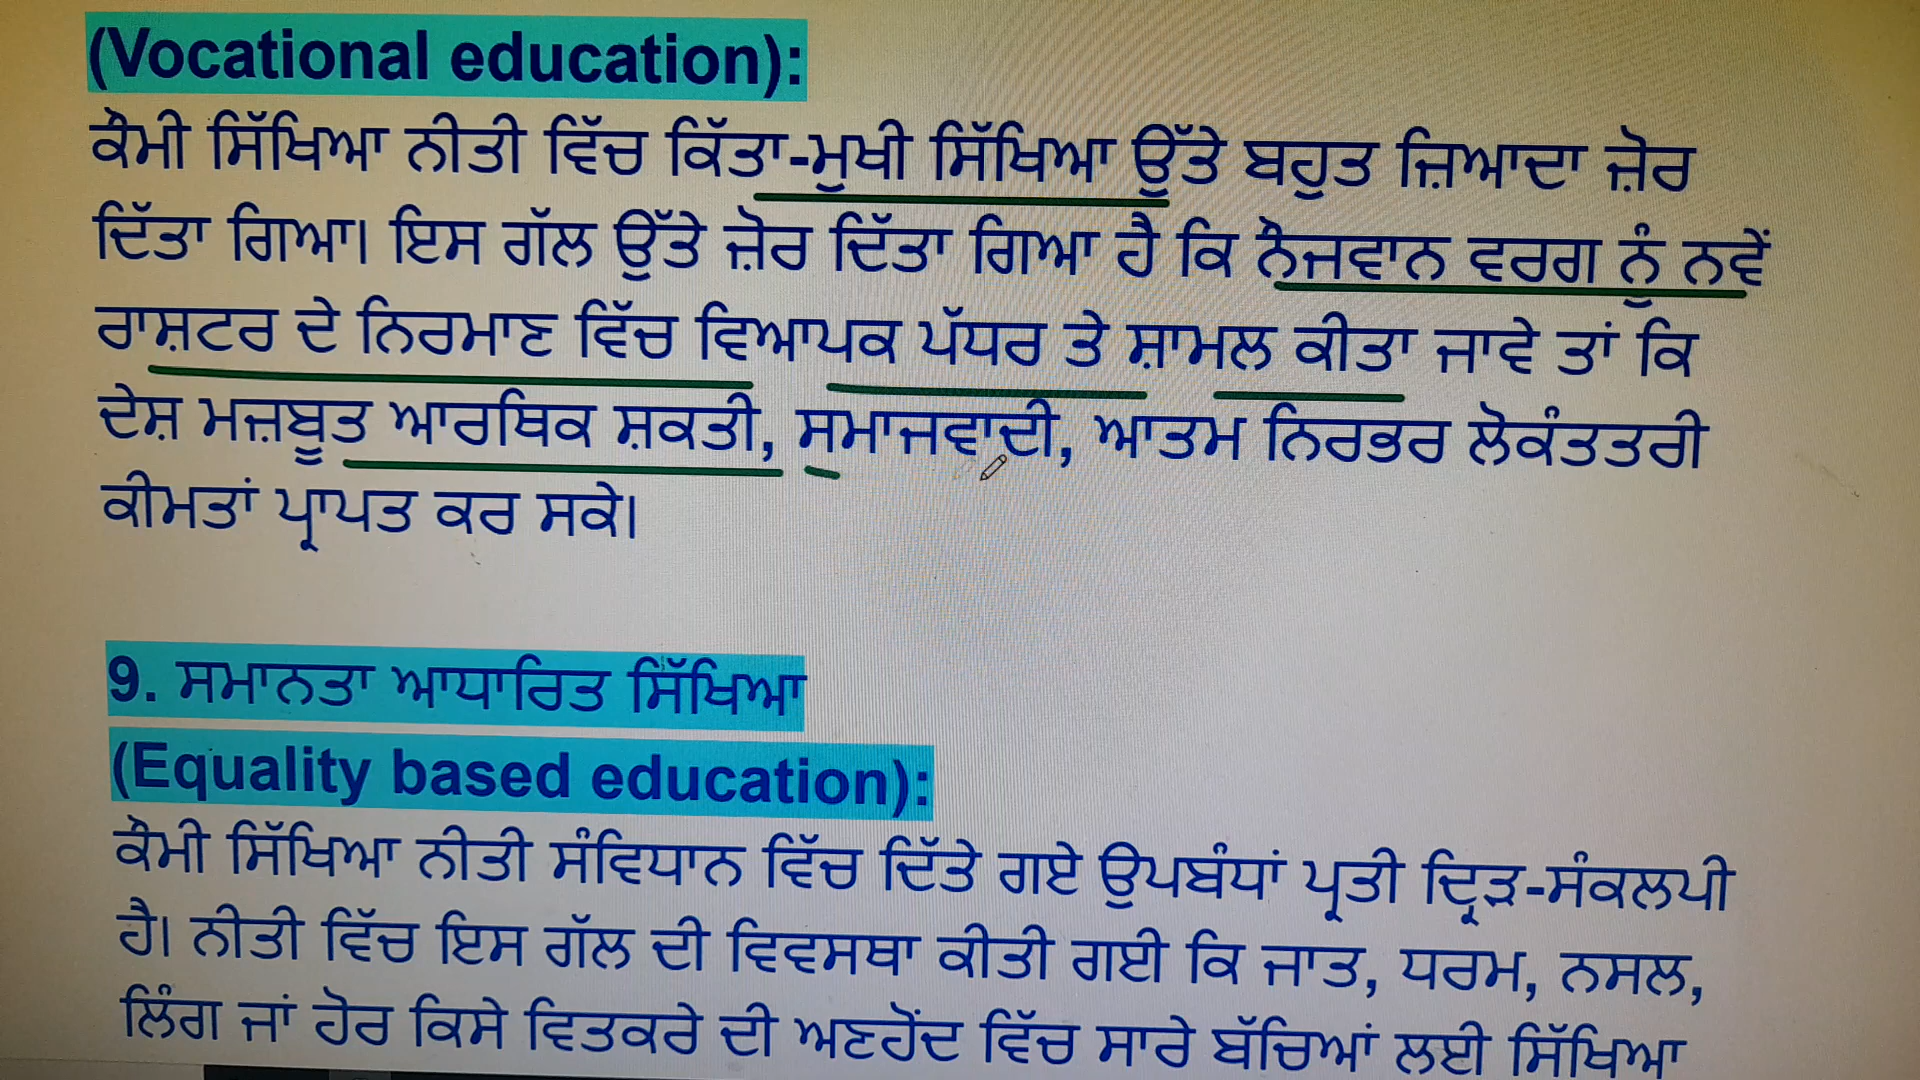 (Vocational education):
ਕੌਮੀ ਸਿੱਖਿਆ ਨੀਤੀ ਵਿੱਚ ਕਿੱਤਾ-ਮੁਖੀ ਸਿੱਖਿਆ ਉੱਤੇ ਬਹੁਤ ਜ਼ਿਆਦਾ ਜ਼ੋਰ
ਦਿੱਤਾ ਗਿਆ। ਇਸ ਗੱਲ ਉੱਤੇ ਜ਼ੋਰ ਦਿੱਤਾ ਗਿਆ ਹੈ ਕਿ ਨੌਜਵਾਨ ਵਰਗ ਨੂੰ ਨਵੇਂ
ਰਾਸ਼ਟਰ ਦੇ ਨਿਰਮਾਣ ਵਿੱਚ ਵਿਆਪਕ ਪੱਧਰ ਤੇ ਸ਼ਾਮਲ ਕੀਤਾ ਜਾਵੇ ਤਾਂ ਕਿ
ਦੇਸ਼ ਮਜ਼ਬੂਤ ਆਰਥਿਕ ਸ਼ਕਤੀ, ਸਮਾਜਵਾਦੀ, ਆਤਮ ਨਿਰਭਰ ਲੋਕੰਤਤਰੀ
ਕੀਮਤਾਂ ਪ੍ਰਾਪਤ ਕਰ ਸਕੇ।
9. ਸਮਾਨਤਾ ਆਧਾਰਿਤ ਸਿੱਖਿਆ
(Equality based education):
ਕੌਮੀ ਸਿੱਖਿਆ ਨੀਤੀ ਸੰਵਿਧਾਨ ਵਿੱਚ ਦਿੱਤੇ ਗਏ ਉਪਬੰਧਾਂ ਪ੍ਰਤੀ ਦ੍ਰਿੜ-ਸੰਕਲਪੀ
ਹੈ। ਨੀਤੀ ਵਿੱਚ ਇਸ ਗੱਲ ਦੀ ਵਿਵਸਥਾ ਕੀਤੀ ਗਈ ਕਿ ਜਾਤ, ਧਰਮ, ਨਸਲ,
ਲਿੰਗ ਜਾਂ ਹੋਰ ਕਿਸੇ ਵਿਤਕਰੇ ਦੀ ਅਣਹੋਂਦ ਵਿੱਚ ਸਾਰੇ ਬੱਚਿਆਂ ਲਈ ਸਿੱਖਿਆ